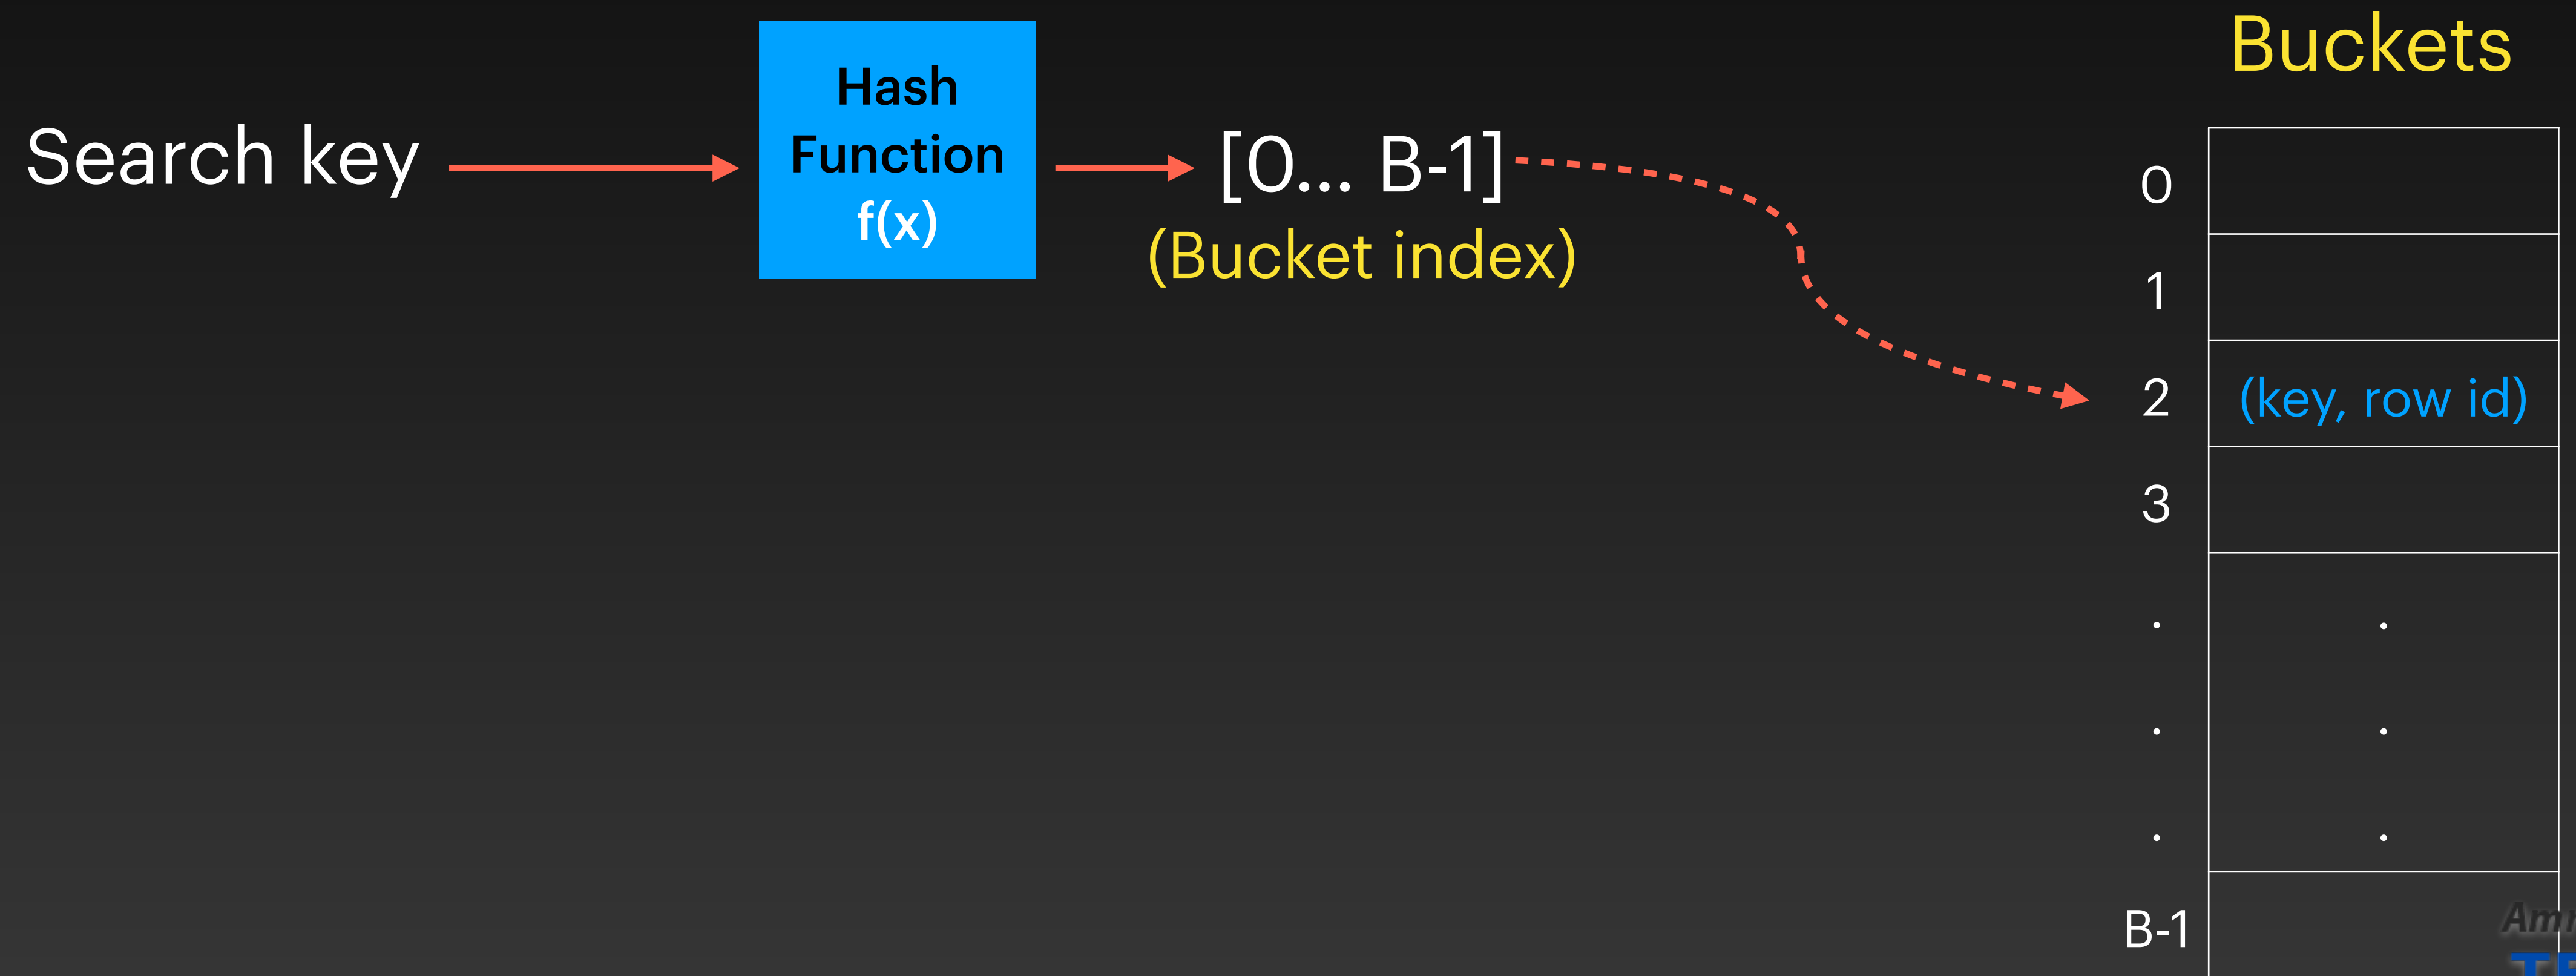 Buckets
Search key
Hash
Function
f(x)
[0... B-1]
(Bucket index)
0
1
2 (key, row id)
3
. .
. .
. .
B-1